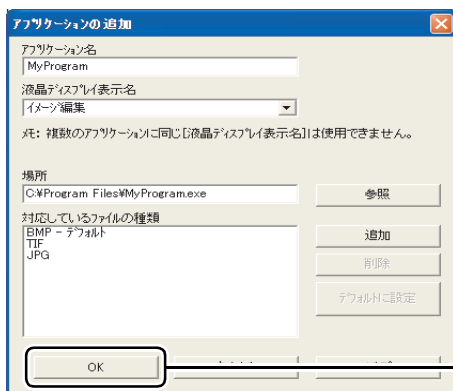 アプリケーションの追加
アプリケーション名
MyProgram
液晶ディスプレイ表示名
イメージ編集
メモ: 複数のアプリケーションに同じ[液晶ディスプレイ表示名]は使用できません。
場所
C:¥Program Files¥MyProgram.exe
参照
対応しているファイルの種類
BMP - デフォルト
TIF
JPG
追加
削除
デフォルトに設定
OK